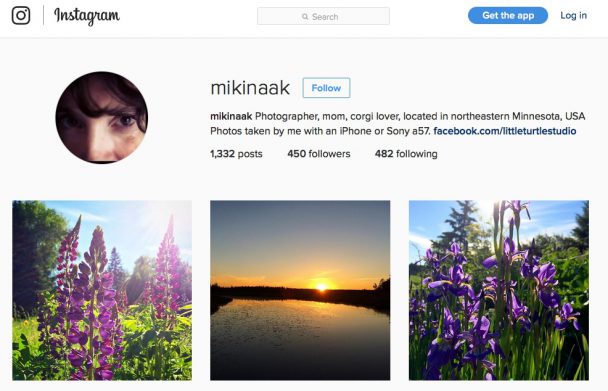 Instagram
Search
Get the app
Log in
mikinaak
Follow
mikinaak Photographer, mom, corgi lover, located in northeastern Minnesota, USA
Photos taken by me with an iPhone or Sony a57. facebook.com/littleturtlestudio
1,332 posts 450 followers 482 following